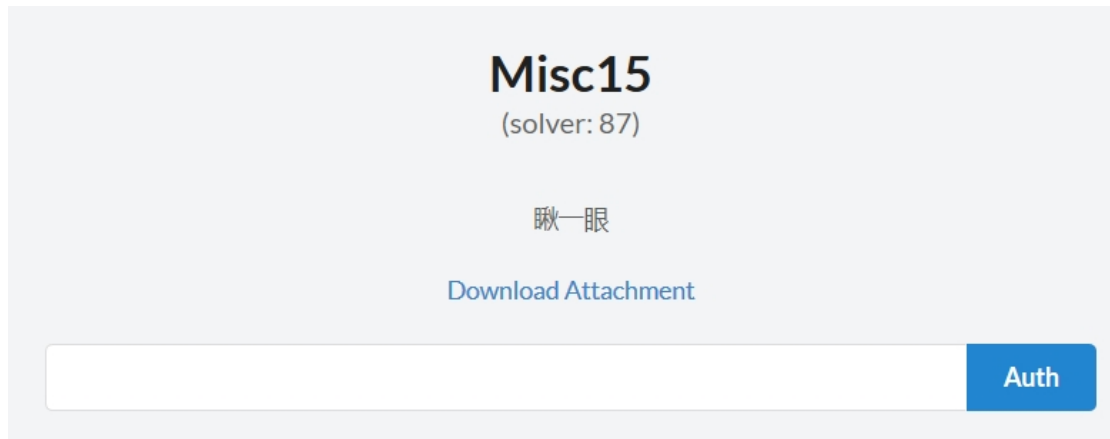 Misc15
(solver: 87)
瞅一眼
Download Attachment
Auth